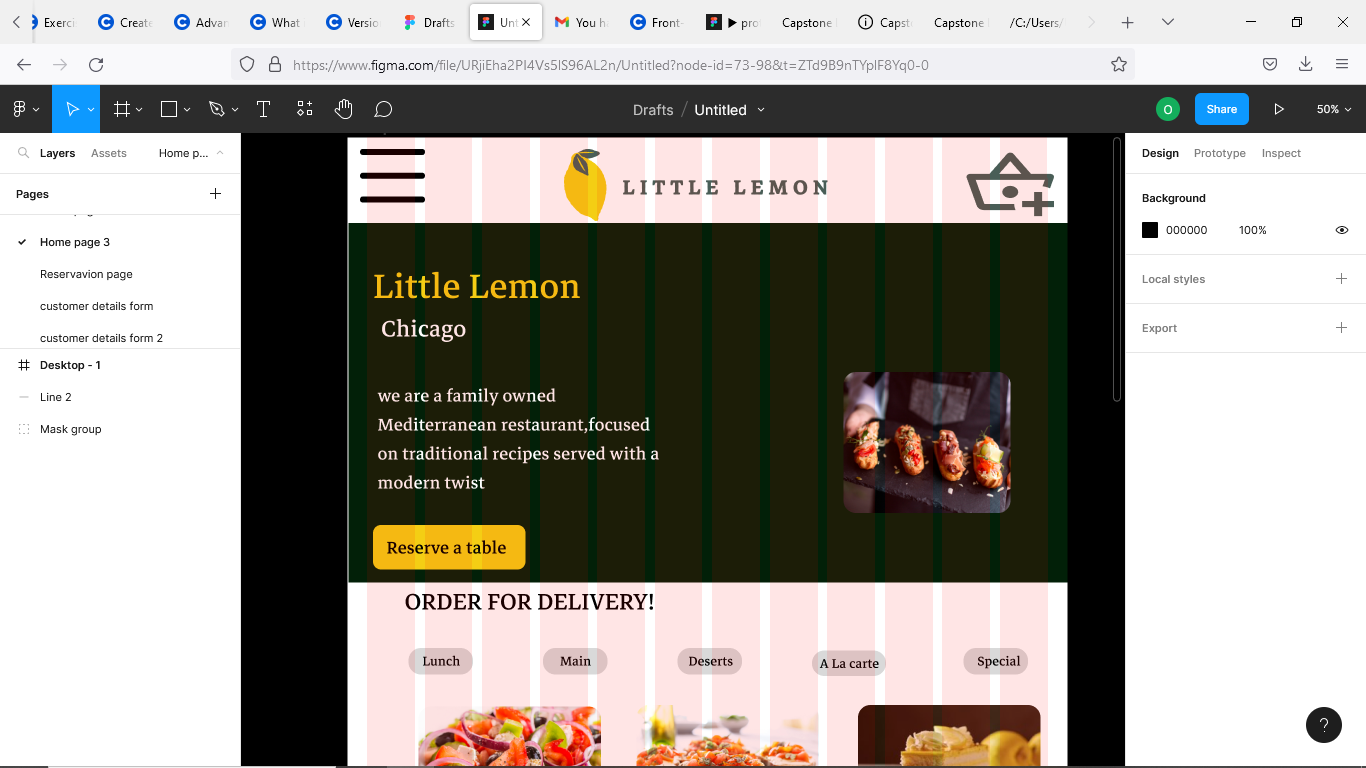 Exerci
Create
Advan
What i
Versio
Drafts
Unt
You h
Front-
▶ pro
Capstone
Capst
Capstone
/C:/Users/
https://www.figma.com/file/URJiEha2PI4Vs5lS96AL2n/Untitled?node-id=73-98&t=ZTd9B9nTYpIF8Yq0-0
Drafts / Untitled
O
Share
50%
Layers Assets Home p...
Pages
Home page 3
Reservavion page
customer details form
customer details form 2
Desktop - 1
Line 2
Mask group
LITTLE LEMON
Little Lemon
Chicago
we are a family owned
Mediterranean restaurant,focused
on traditional recipes served with a
modern twist
Reserve a table
ORDER FOR DELIVERY!
Lunch Main Deserts A La carte Special
Design Prototype Inspect
Background
000000 100%
Local styles
Export
?